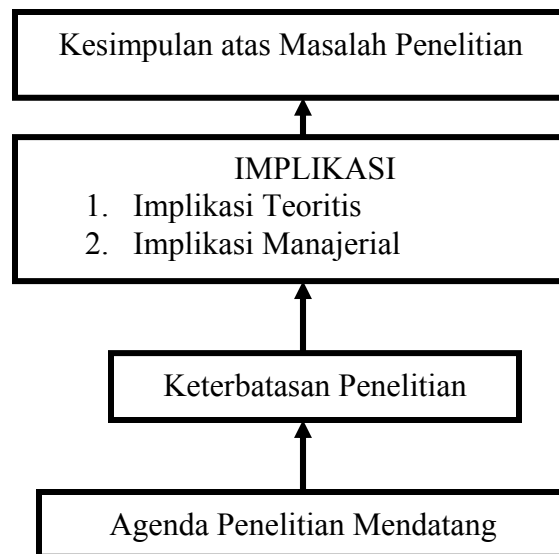 Kesimpulan atas Masalah Penelitian
IMPLIKASI
1. Implikasi Teoritis
2. Implikasi Manajerial
Keterbatasan Penelitian
Agenda Penelitian Mendatang